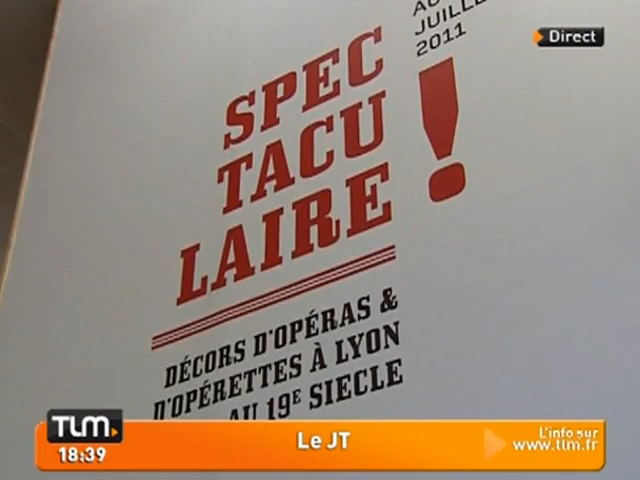 AU
JUILLE
2011
Direct
SPEC
TACU
LAIRE !
DÉCORS D'OPÉRAS &
D'OPÉRETTES À LYON
AU 19E SIECLE
TLM
18:39
Le JT
L'info sur
www.tlm.fr